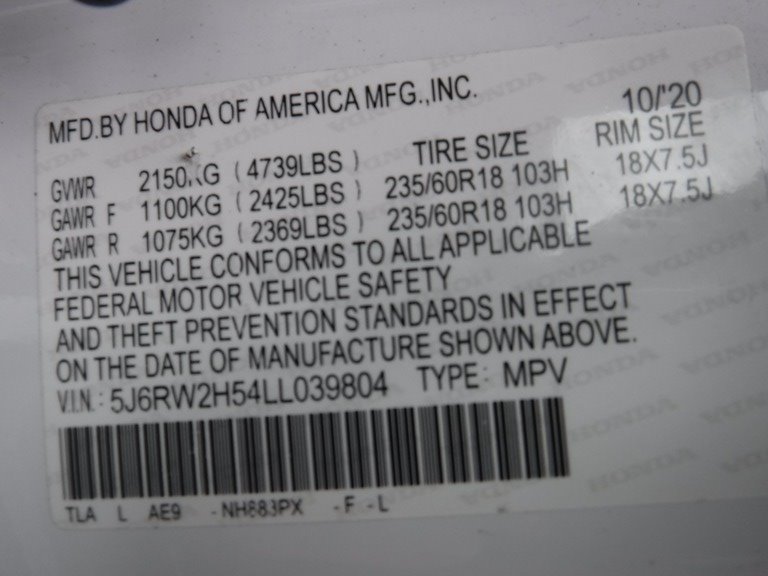 MFD.BY HONDA OF AMERICA MFG.,INC. 10/'20
TIRE SIZE RIM SIZE
GVWR 2150KG ( 4739LBS )
GAWR F 1100KG ( 2425LBS ) 235/60R18 103H 18X7.5J
GAWR R 1075KG ( 2369LBS ) 235/60R18 103H 18X7.5J
THIS VEHICLE CONFORMS TO ALL APPLICABLE
FEDERAL MOTOR VEHICLE SAFETY
AND THEFT PREVENTION STANDARDS IN EFFECT
ON THE DATE OF MANUFACTURE SHOWN ABOVE.
V.I.N.: 5J6RW2H54LL039804 TYPE: MPV
TLA L AE9 -NH883PX -F -L